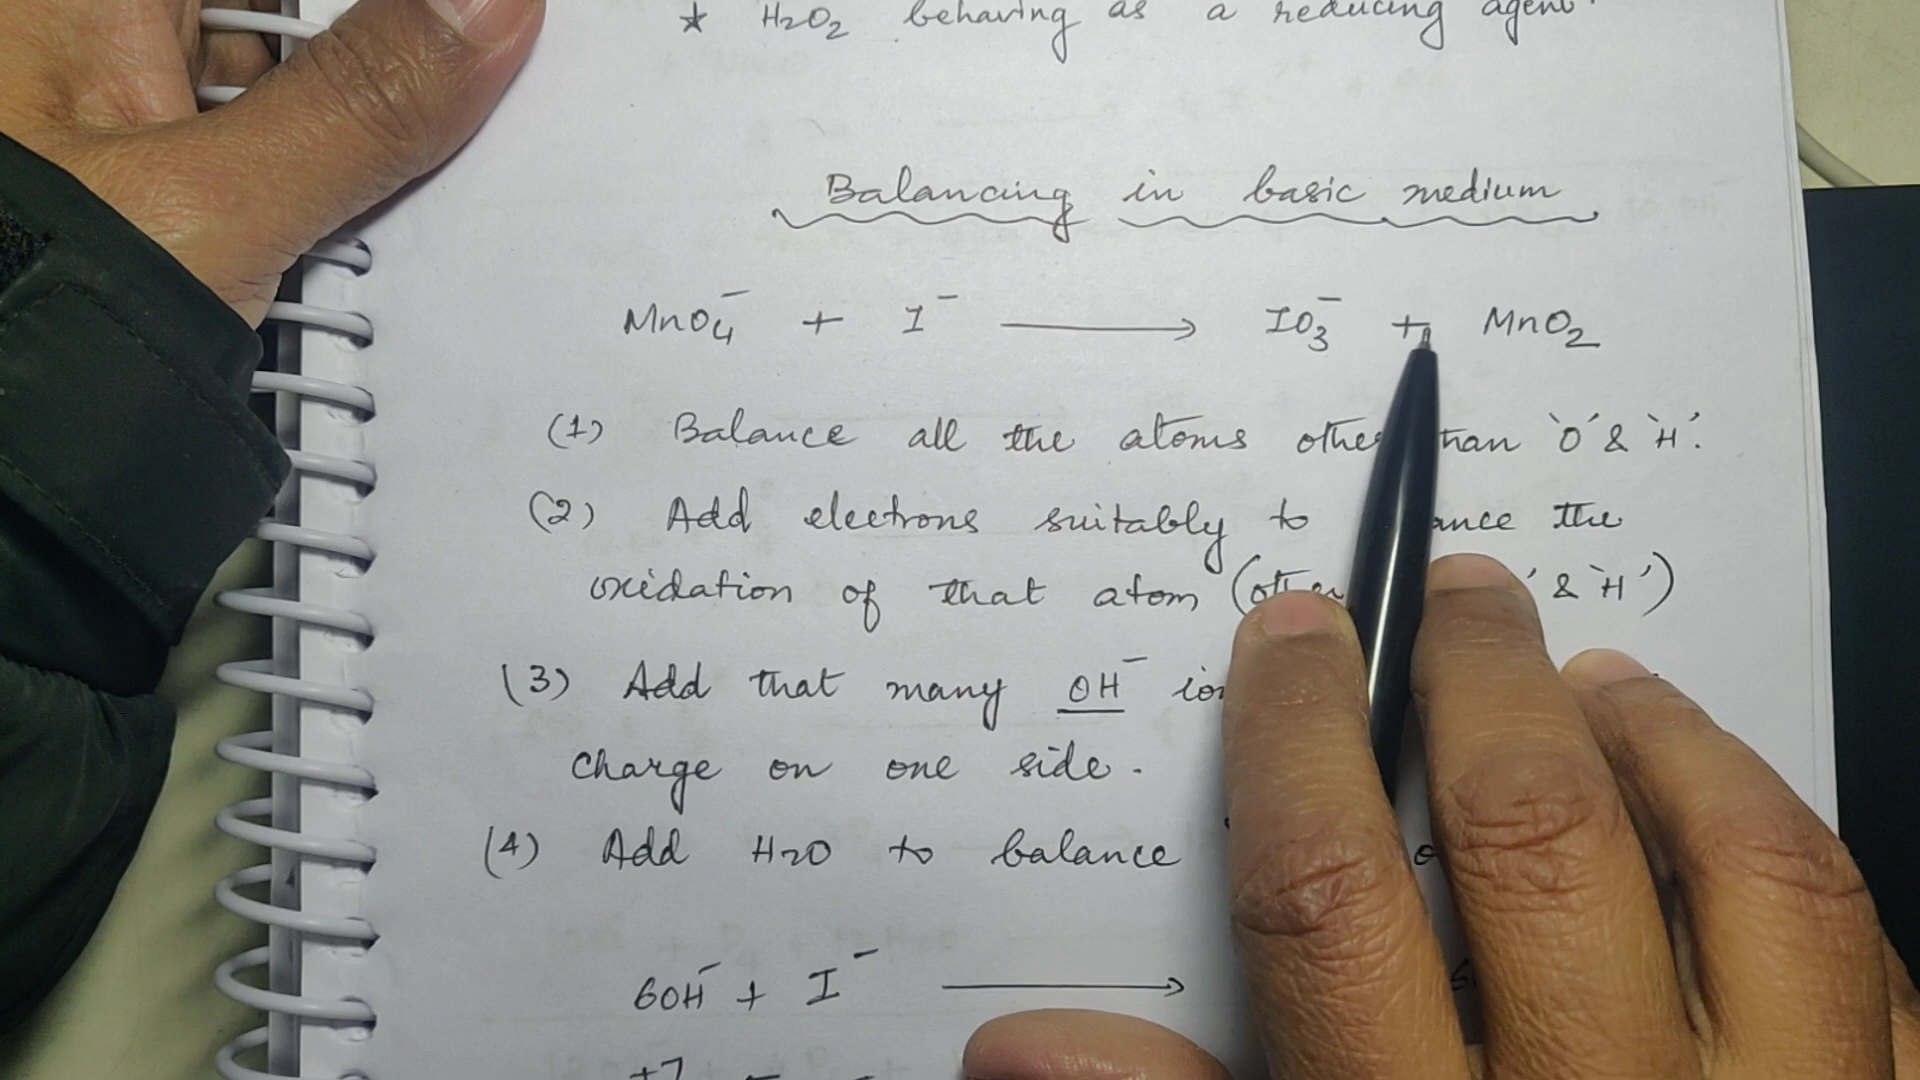 ★ H2O2 behaving as a reducing agent.
Balancing in basic medium
MnO4⁻ + I⁻ ⟶ IO3⁻ + MnO2
(1) Balance all the atoms other than 'O' & 'H'.
(2) Add electrons suitably to the
oxidation of that atom (other & 'H')
(3) Add that many OH⁻
charge on one side.
(4) Add H2O to balance
6OH⁻ + I⁻ ⟶
+7